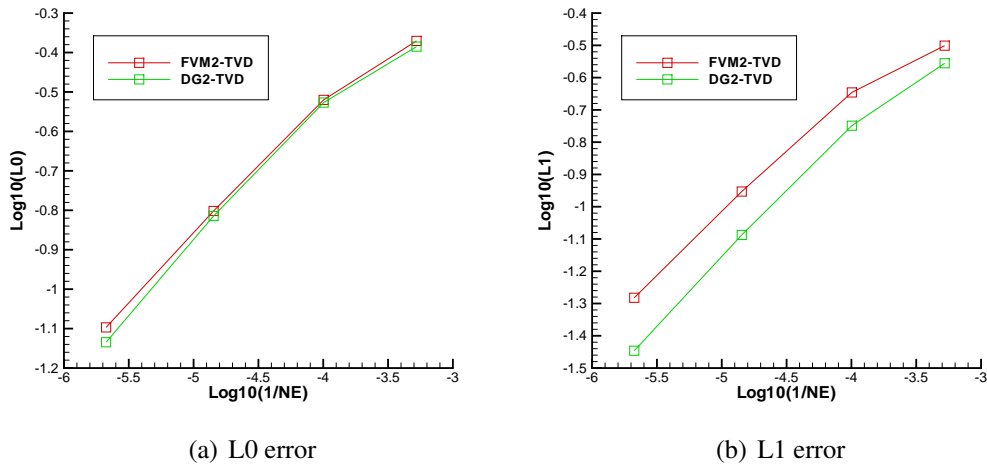 -0.3
-0.4
-0.5
-0.6
-0.7
-0.8
-0.9
-1
-1.1
-1.2
Log10(L0)
FVM2-TVD
DG2-TVD
-6 -5.5 -5 -4.5 -4 -3.5 -3
Log10(1/NE)
(a) L0 error
-0.4
-0.5
-0.6
-0.7
-0.8
-0.9
-1
-1.1
-1.2
-1.3
-1.4
-1.5
Log10(L1)
FVM2-TVD
DG2-TVD
-6 -5.5 -5 -4.5 -4 -3.5 -3
Log10(1/NE)
(b) L1 error